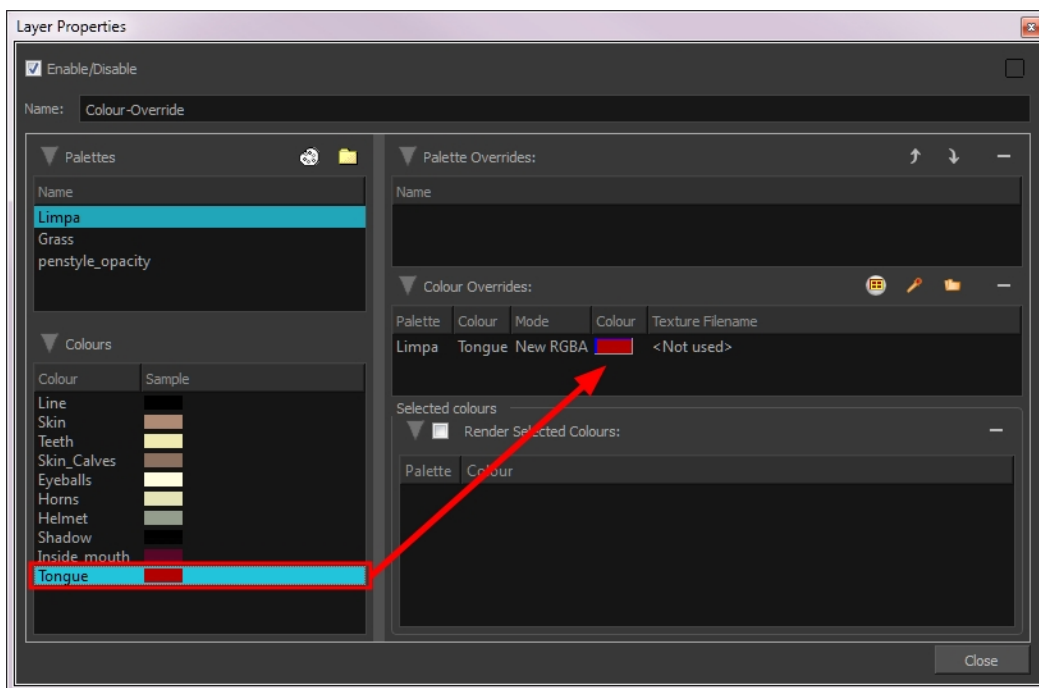 Layer Properties
Enable/Disable
Name: Colour-Override
Palettes
Name
Limpa
Grass
penstyle_opacity
Colours
Colour Sample
Line
Skin
Teeth
Skin_Calves
Eyeballs
Horns
Helmet
Shadow
Inside_mouth
Tongue
Palette Overrides:
Name
Colour Overrides:
Palette Colour Mode Colour Texture Filename
Limpa Tongue New RGBA <Not used>
Selected colours
Render Selected Colours:
Palette Colour
Close